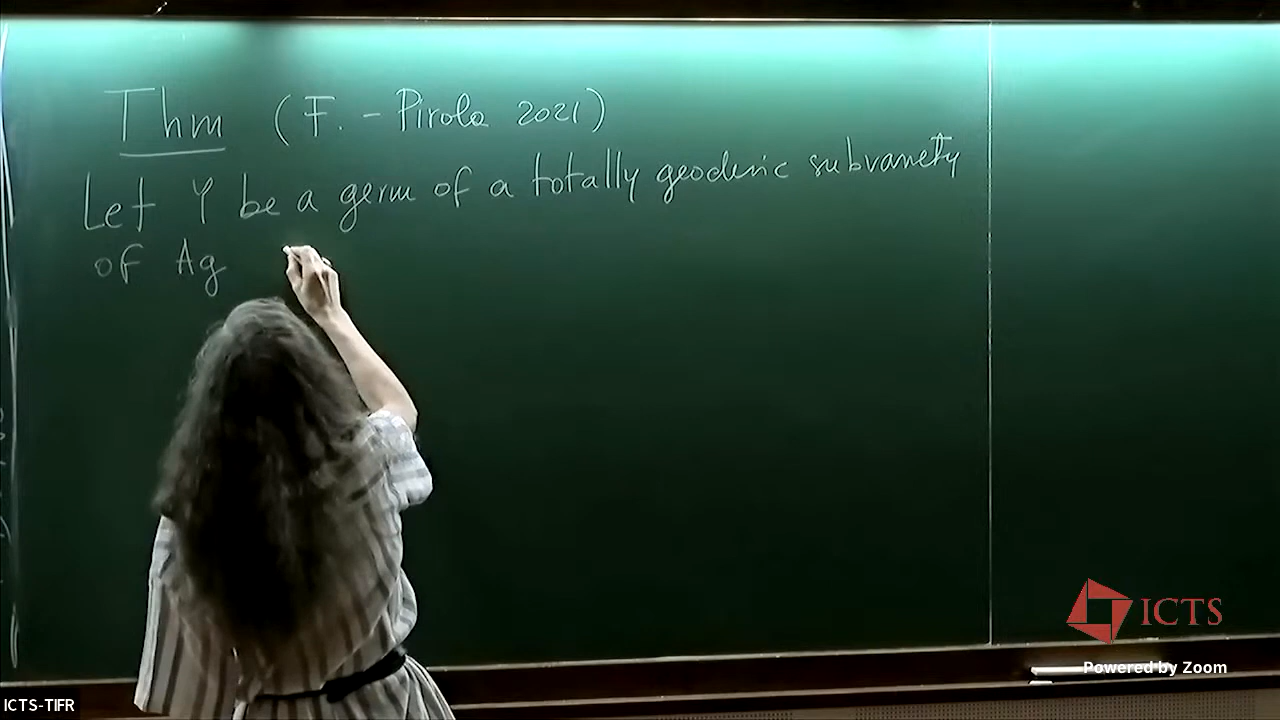 Thm (F. - Pirola 2021)
Let Y be a germ of a totally geodesic subvariety
of Ag
ICTS
Powered by Zoom
ICTS-TIFR